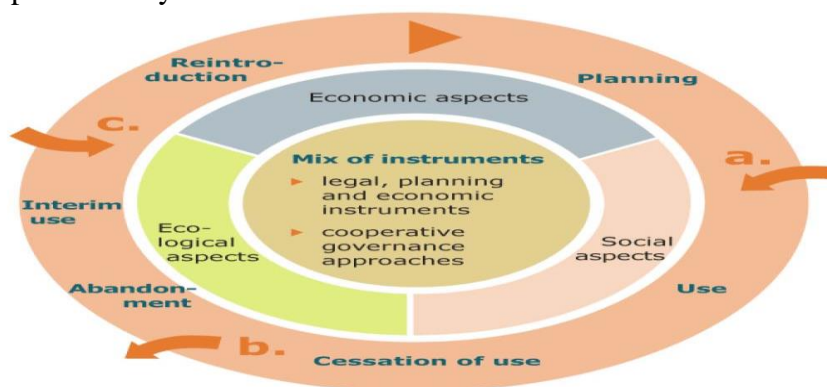 Reintro-
duction
Planning
Economic aspects
c.
a.
Mix of instruments
► legal, planning
and economic
instruments
► cooperative
governance
approaches
Interim
use
Eco-
logical
aspects
Social
aspects
Abandon-
ment
Use
b.
Cessation of use